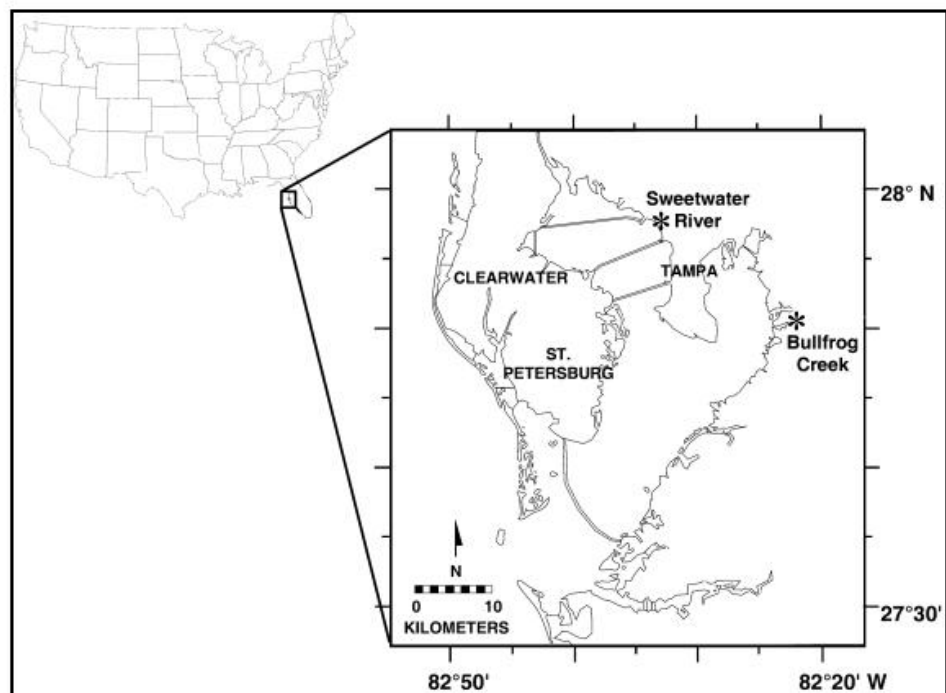 28° N
Sweetwater
River
*
CLEARWATER
TAMPA
*
Bullfrog
Creek
ST.
PETERSBURG
N
0 10
KILOMETERS
27°30'
82°50' 82°20' W